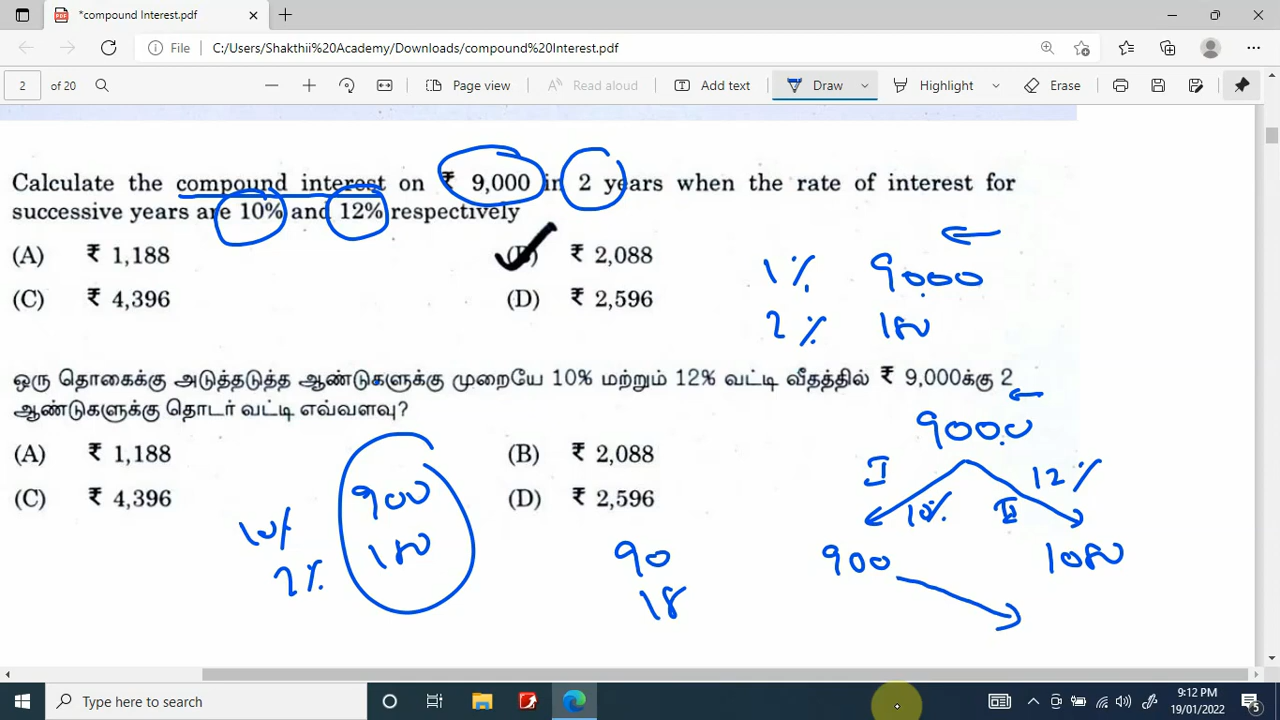 *compound Interest.pdf
File C:/Users/Shakthii%20Academy/Downloads/compound%20Interest.pdf
2 of 20 Page view Read aloud Add text Draw Highlight Erase
Calculate the compound interest on ₹ 9,000 in 2 years when the rate of interest for
successive years are 10% and 12% respectively
(A) ₹ 1,188 (B) ₹ 2,088
(C) ₹ 4,396 (D) ₹ 2,596
1% 9000
2% 180
ஒரு தொகைக்கு அடுத்தடுத்த ஆண்டுகளுக்கு முறையே 10% மற்றும் 12% வட்டி வீதத்தில் ₹ 9,000க்கு 2
ஆண்டுகளுக்கு தொடர் வட்டி எவ்வளவு?
(A) ₹ 1,188 (B) ₹ 2,088
(C) ₹ 4,396 (D) ₹ 2,596
9000
I 12%
10% II
900 1080
10% 900
2% 180
90
18
Type here to search
9:12 PM
19/01/2022
5